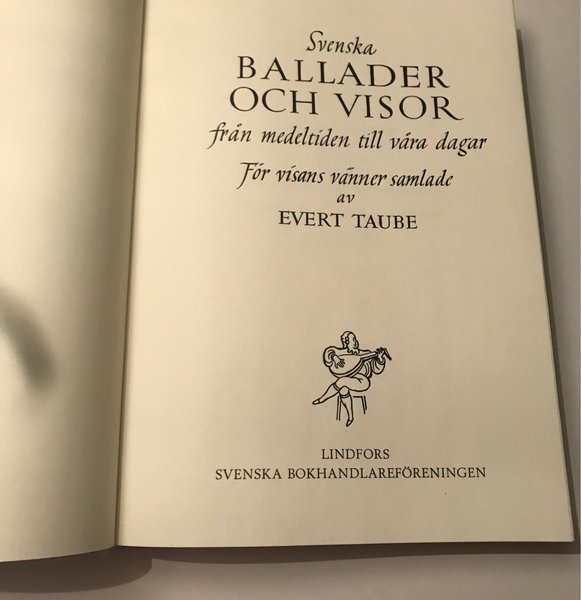 Svenska
BALLADER
OCH VISOR
från medeltiden till våra dagar
För visans vänner samlade
av
EVERT TAUBE
LINDFORS
SVENSKA BOKHANDLAREFÖRENINGEN